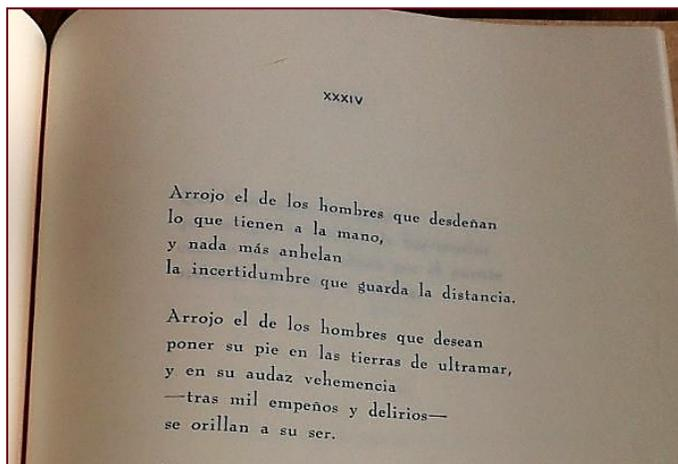 XXXIV
Arrojo el de los hombres que desdeñan
lo que tienen a la mano,
y nada más anhelan
la incertidumbre que guarda la distancia.
Arrojo el de los hombres que desean
poner su pie en las tierras de ultramar,
y en su audaz vehemencia
—tras mil empeños y delirios—
se orillan a su ser.